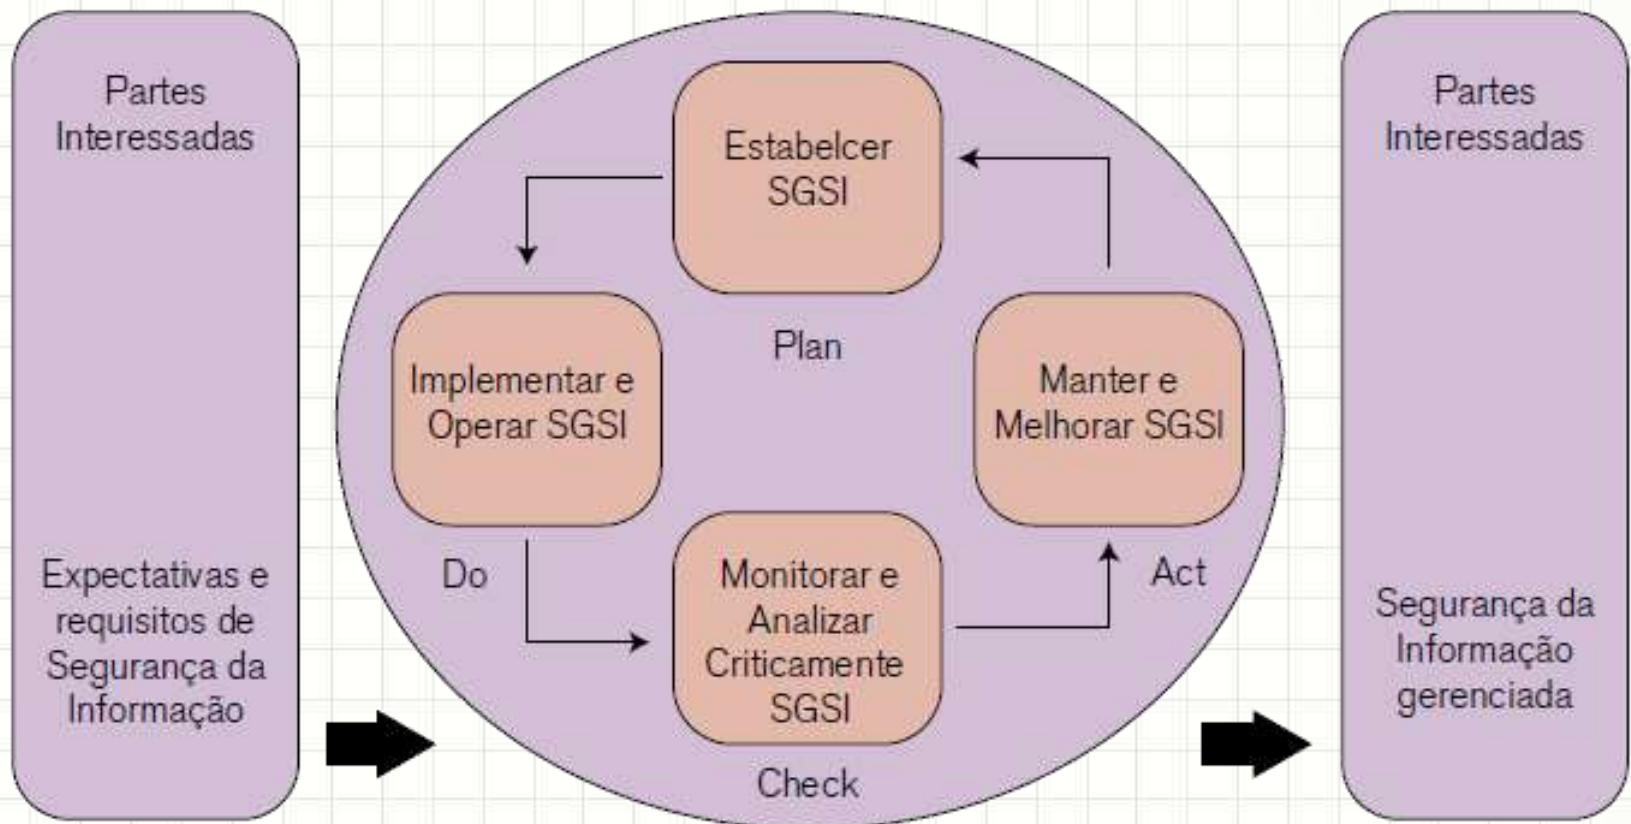 Partes
Interessadas
Expectativas e
requisitos de
Segurança da
Informação
Estabelcer
SGSI
Plan
Implementar e
Operar SGSI
Do
Monitorar e
Analizar
Criticamente
SGSI
Check
Manter e
Melhorar SGSI
Act
Partes
Interessadas
Segurança da
Informação
gerenciada